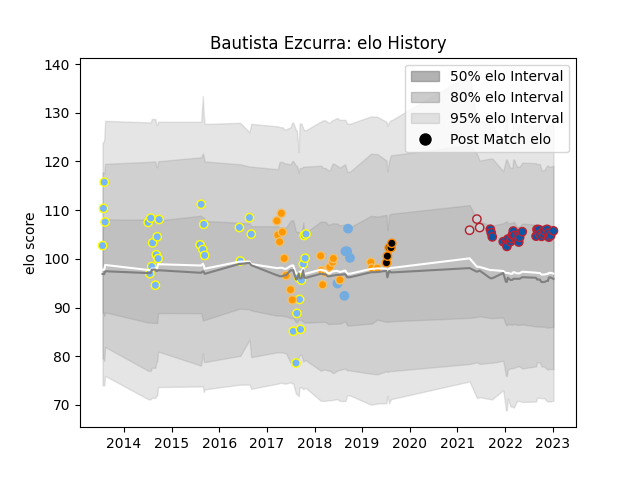 Bautista Ezcurra: elo History
140
130
120
110
100
90
80
70
elo score
50% elo Interval
80% elo Interval
95% elo Interval
Post Match elo
2014 2015 2016 2017 2018 2019 2020 2021 2022 2023